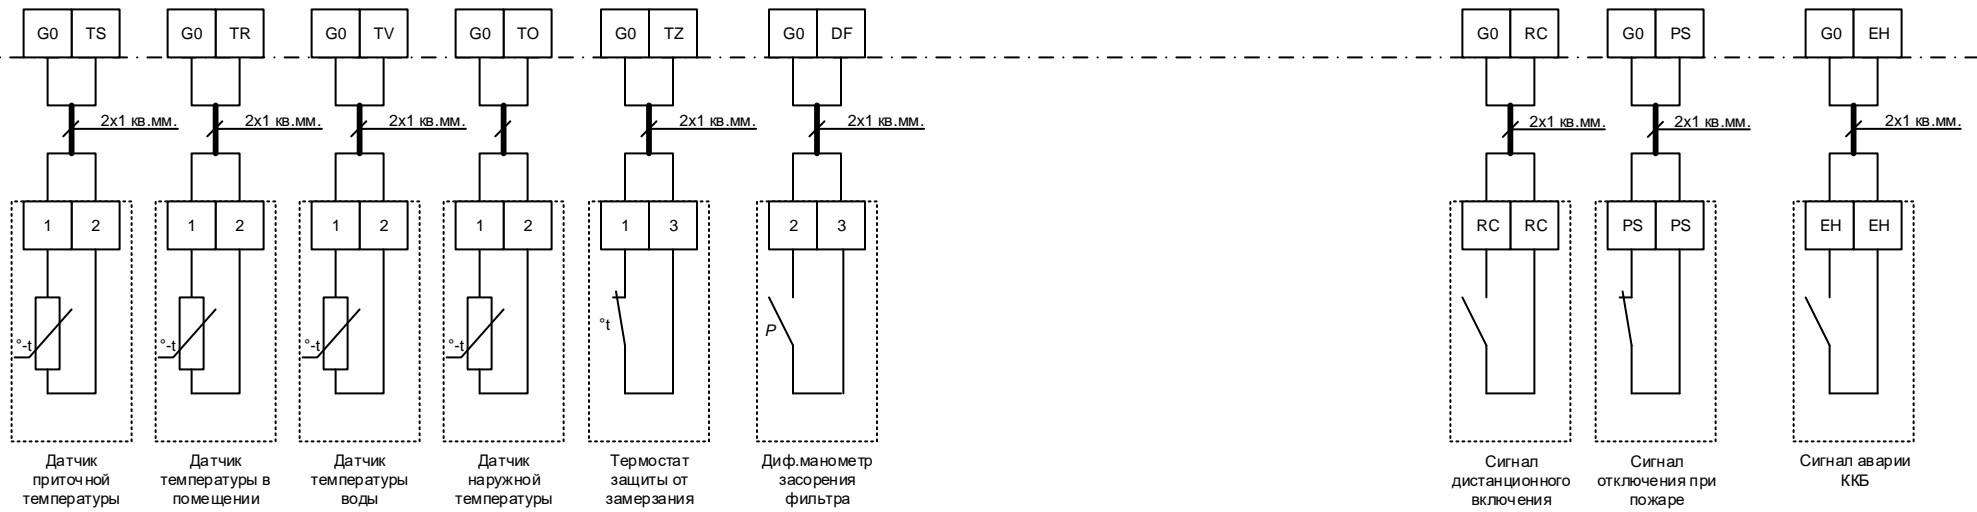 G0 TS G0 TR G0 TV G0 TO G0 TZ G0 DF G0 RC G0 PS G0 EH
2x1 кв.мм. 2x1 кв.мм. 2x1 кв.мм. 2x1 кв.мм. 2x1 кв.мм. 2x1 кв.мм. 2x1 кв.мм. 2x1 кв.мм.
1 2 1 2 1 2 1 2 1 3 2 3 RC RC PS PS EH EH
°-t °-t °-t °-t °t P
Датчик
приточной
температуры
Датчик
температуры в
помещении
Датчик
температуры
воды
Датчик
наружной
температуры
Термостат
защиты от
замерзания
Диф.манометр
засорения
фильтра
Сигнал
дистанционного
включения
Сигнал
отключения при
пожаре
Сигнал аварии
ККБ